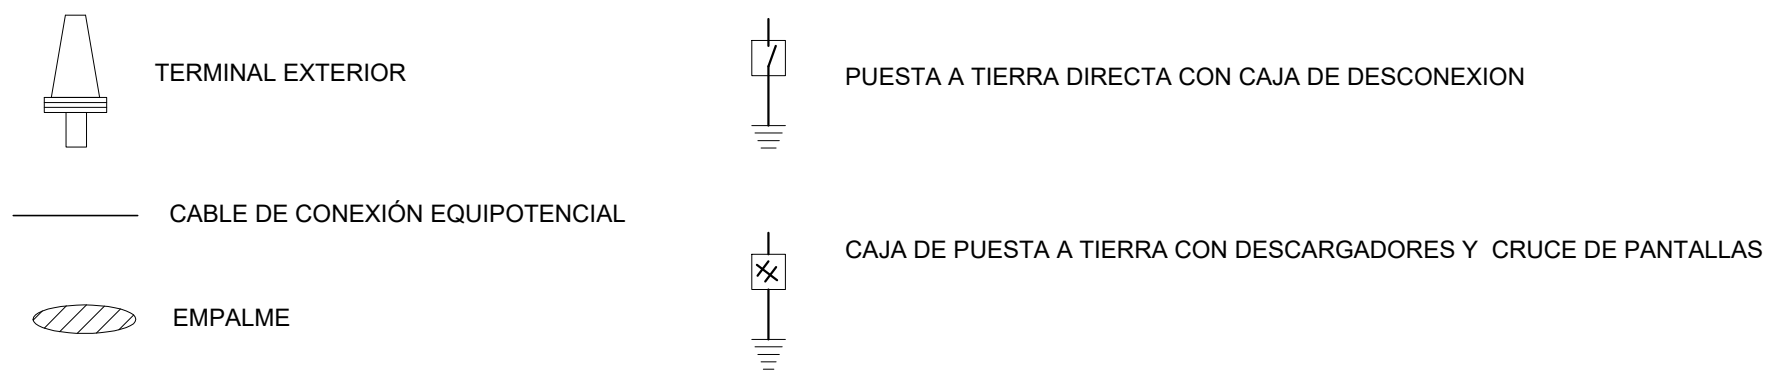 TERMINAL EXTERIOR
CABLE DE CONEXIÓN EQUIPOTENCIAL
EMPALME
PUESTA A TIERRA DIRECTA CON CAJA DE DESCONEXION
CAJA DE PUESTA A TIERRA CON DESCARGADORES Y CRUCE DE PANTALLAS